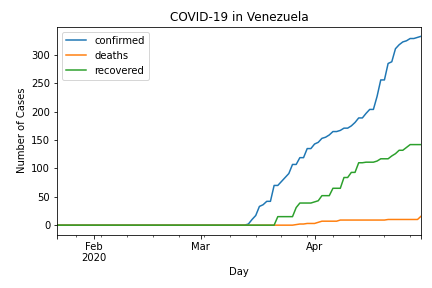 COVID-19 in Venezuela
confirmed
deaths
recovered
Number of Cases
300
250
200
150
100
50
0
Feb
2020
Mar
Apr
Day